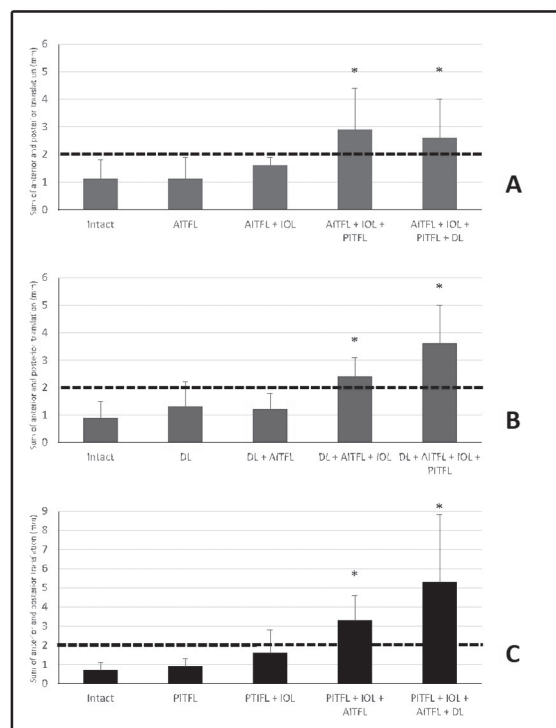 Sum of anterior and posterior translation (mm)
6
5
4
3
2
1
0
*
*
Intact
AITFL
AITFL + IOL
AITFL + IOL +
PITFL
AITFL + IOL +
PITFL + DL
A
Sum of anterior and posterior translation (mm)
6
5
4
3
2
1
0
*
*
Intact
DL
DL + AITFL
DL + AITFL + IOL
DL + AITFL + IOL +
PITFL
B
Sum of anterior and posterior translation (mm)
9
8
7
6
5
4
3
2
1
0
*
*
Intact
PITFL
PTIFL + IOL
PITFL + IOL +
AITFL
PITFL + IOL +
AITFL + DL
C